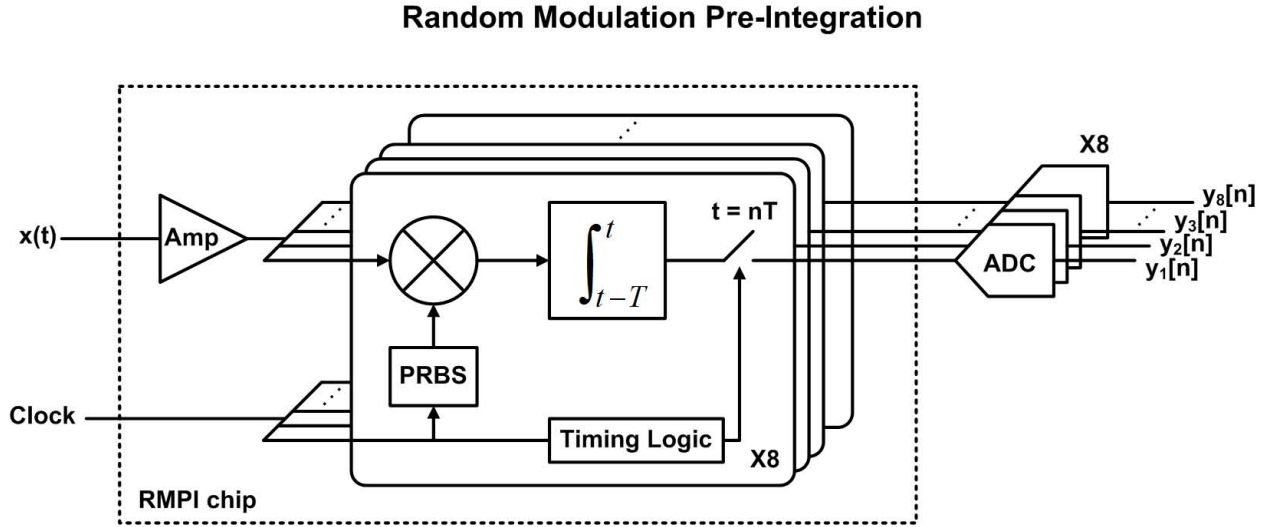 Random Modulation Pre-Integration
X8
y₈[n]
t = nT
x(t)
Amp
y₃[n]
y₂[n]
∫ₜ₋Tᵗ
ADC
y₁[n]
PRBS
Clock
Timing Logic
X8
RMPI chip